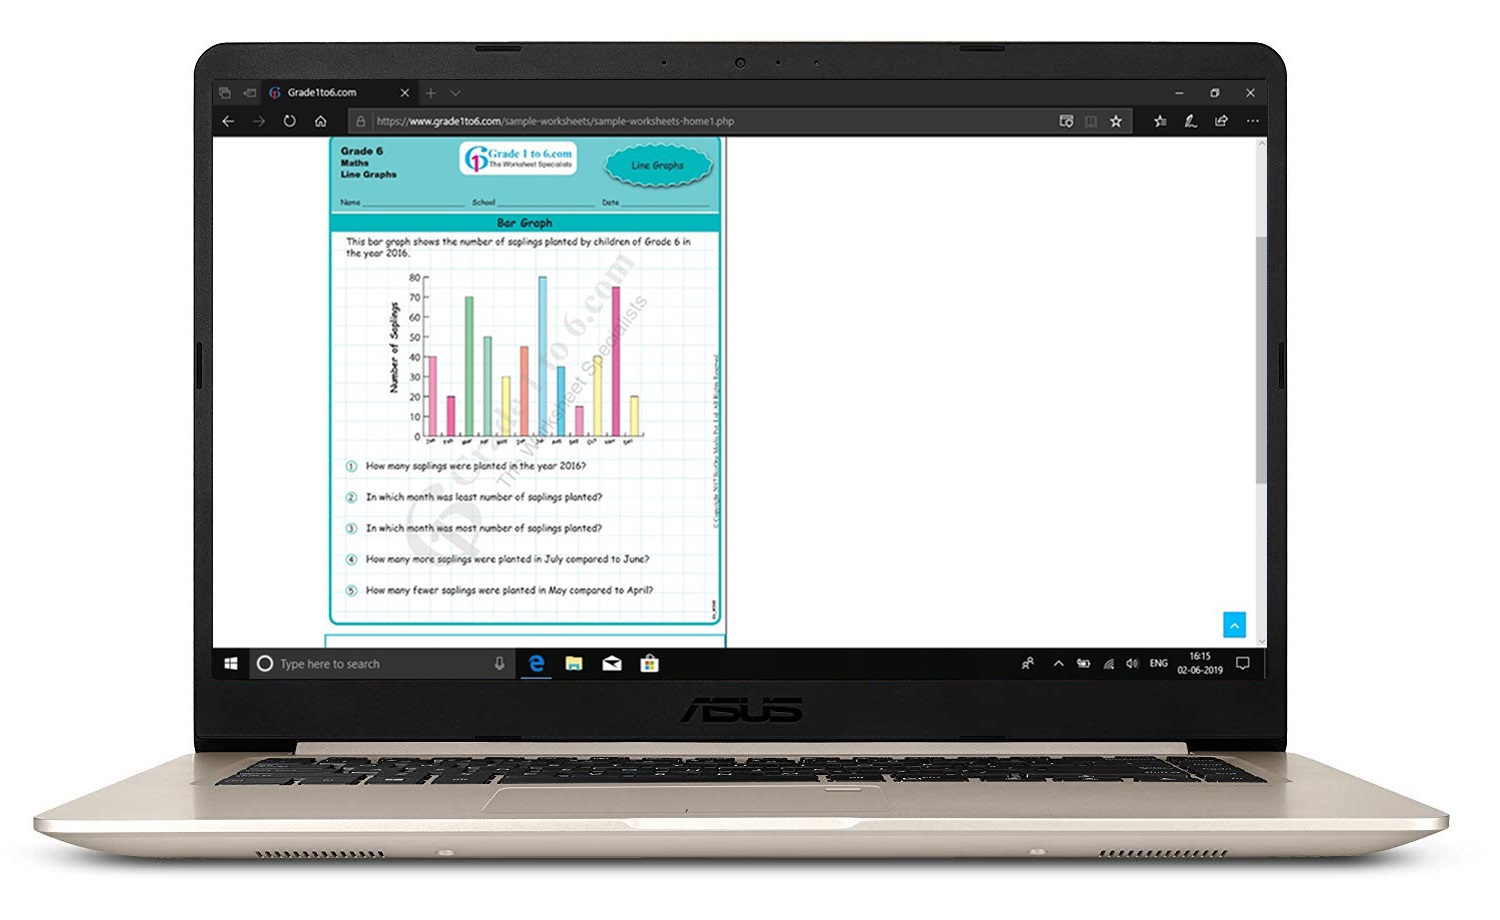 Grade1to6.com
https://www.grade1to6.com/sample-worksheets/sample-worksheets-home1.php
Grade 6
Maths
Line Graphs
Grade 1 to 6.com
The Worksheet Specialists
Line Graphs
Name
School
Date
Bar Graph
This bar graph shows the number of saplings planted by children of Grade 6 in
the year 2016.
Number of Saplings
80
70
60
50
40
30
20
10
0
Jan Feb Mar Apr May Jun Jul Aug Sep Oct Nov Dec
Grade 1 to 6.com
The Worksheet Specialists
1 How many saplings were planted in the year 2016?
2 In which month was least number of saplings planted?
3 In which month was most number of saplings planted?
4 How many more saplings were planted in July compared to June?
5 How many fewer saplings were planted in May compared to April?
Type here to search
ENG
16:15
02-06-2019
ASUS